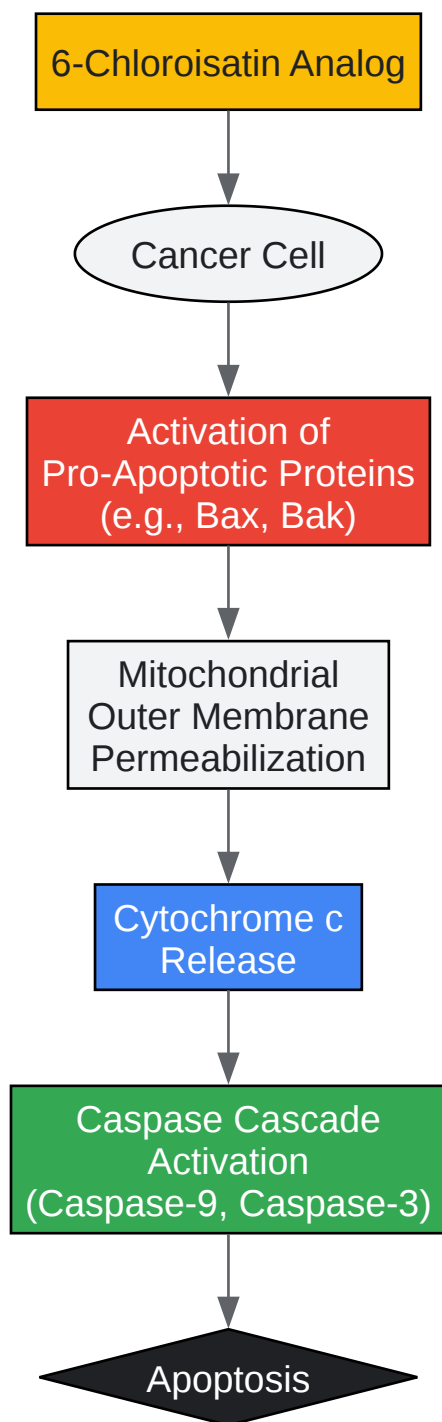 6-Chloroisatin Analog
Cancer Cell
Activation of
Pro-Apoptotic Proteins
(e.g., Bax, Bak)
Mitochondrial
Outer Membrane
Permeabilization
Cytochrome c
Release
Caspase Cascade
Activation
(Caspase-9, Caspase-3)
Apoptosis